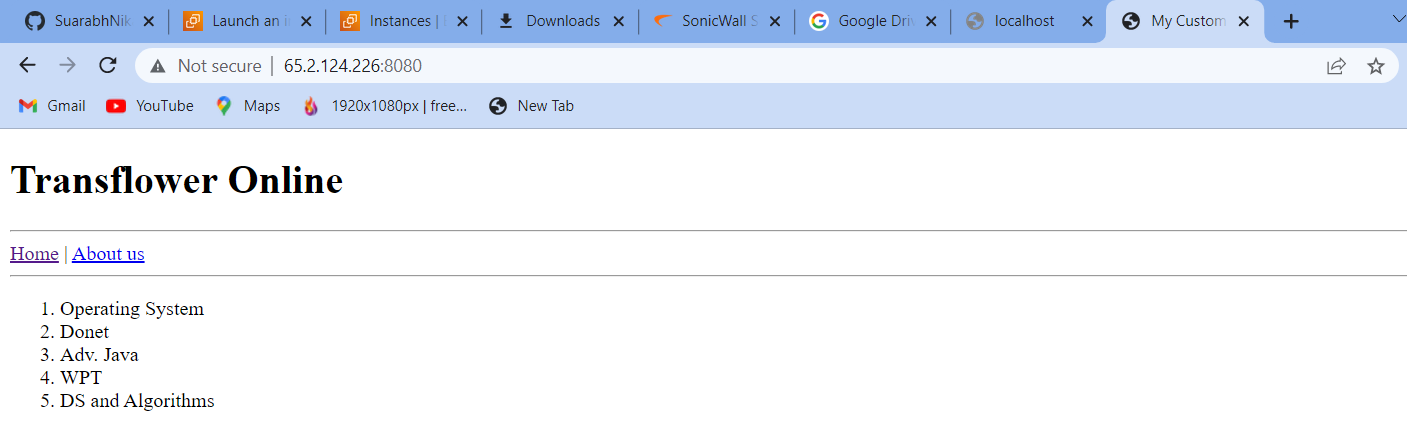 SuarabhNik
Launch an i
Instances |
Downloads
SonicWall S
Google Driv
localhost
My Custom
Not secure | 65.2.124.226:8080
Gmail YouTube Maps 1920x1080px | free... New Tab
Transflower Online
Home | About us
1. Operating System
2. Donet
3. Adv. Java
4. WPT
5. DS and Algorithms